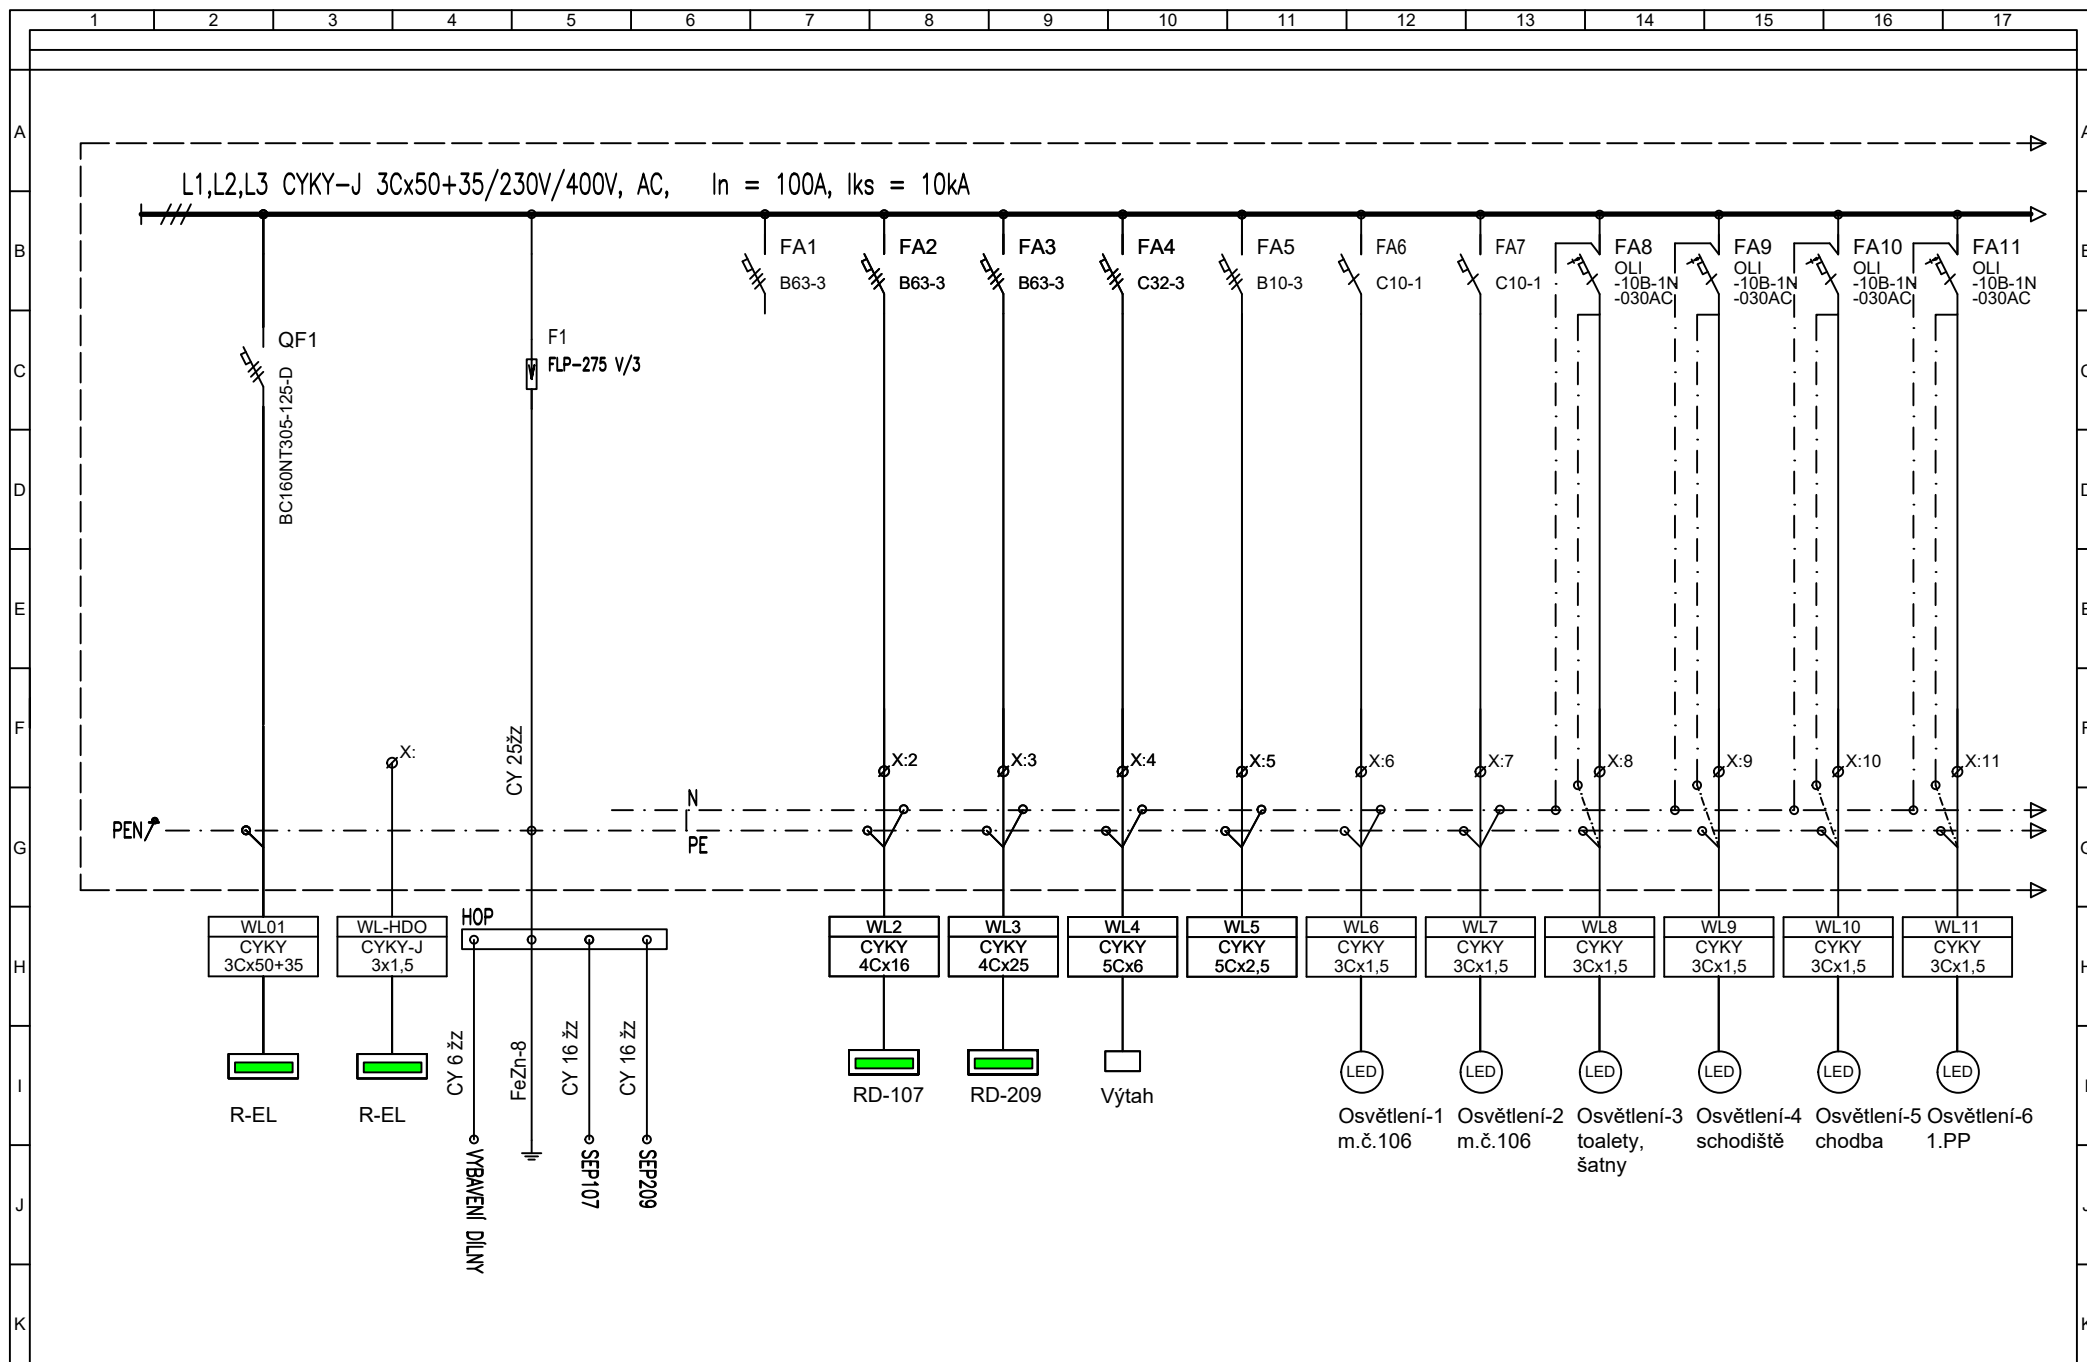 1 2 3 4 5 6 7 8 9 10 11 12 13 14 15 16 17
A
L1,L2,L3 CYKY-J 3Cx50+35/230V/400V, AC, In = 100A, Iks = 10kA
B
FA1
B63-3
FA2
B63-3
FA3
B63-3
FA4
C32-3
FA5
B10-3
FA6
C10-1
FA7
C10-1
FA8
OLI
-10B-1N
-030AC
FA9
OLI
-10B-1N
-030AC
FA10
OLI
-10B-1N
-030AC
FA11
OLI
-10B-1N
-030AC
QF1
BC160NT305-125-D
F1
FLP-275 V/3
C
D
E
F
X:
CY 25žz
X:2
X:3
X:4
X:5
X:6
X:7
X:8
X:9
X:10
X:11
N
PEN
PE
G
HOP
H
WL01
CYKY
3Cx50+35
WL-HDO
CYKY-J
3x1,5
WL2
CYKY
4Cx16
WL3
CYKY
4Cx25
WL4
CYKY
5Cx6
WL5
CYKY
5Cx2,5
WL6
CYKY
3Cx1,5
WL7
CYKY
3Cx1,5
WL8
CYKY
3Cx1,5
WL9
CYKY
3Cx1,5
WL10
CYKY
3Cx1,5
WL11
CYKY
3Cx1,5
CY 6 žz
FeZn-8
CY 16 žz
CY 16 žz
I
R-EL
R-EL
RD-107
RD-209
Výtah
LED
LED
LED
LED
LED
LED
Osvětlení-1
m.č.106
Osvětlení-2
m.č.106
Osvětlení-3
toalety,
šatny
Osvětlení-4
schodiště
Osvětlení-5
chodba
Osvětlení-6
1.PP
VYBAVENÍ DÍLNY
SEP107
SEP209
J
K